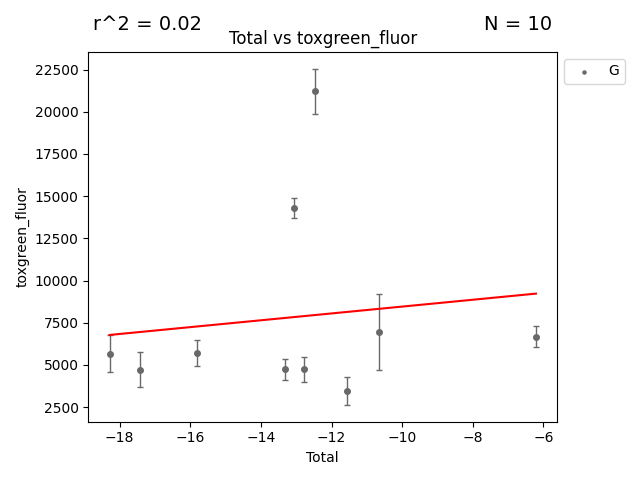 r^2 = 0.02
N = 10
Total vs toxgreen_fluor
G
22500
20000
17500
15000
12500
10000
7500
5000
2500
toxgreen_fluor
−18
−16
−14
−12
−10
−8
−6
Total